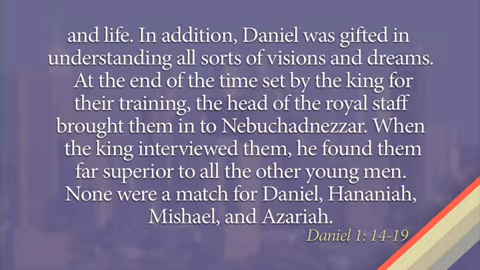 and life. In addition, Daniel was gifted in
understanding all sorts of visions and dreams.
At the end of the time set by the king for
their training, the head of the royal staff
brought them in to Nebuchadnezzar. When
the king interviewed them, he found them
far superior to all the other young men.
None were a match for Daniel, Hananiah,
Mishael, and Azariah.
Daniel 1: 14-19